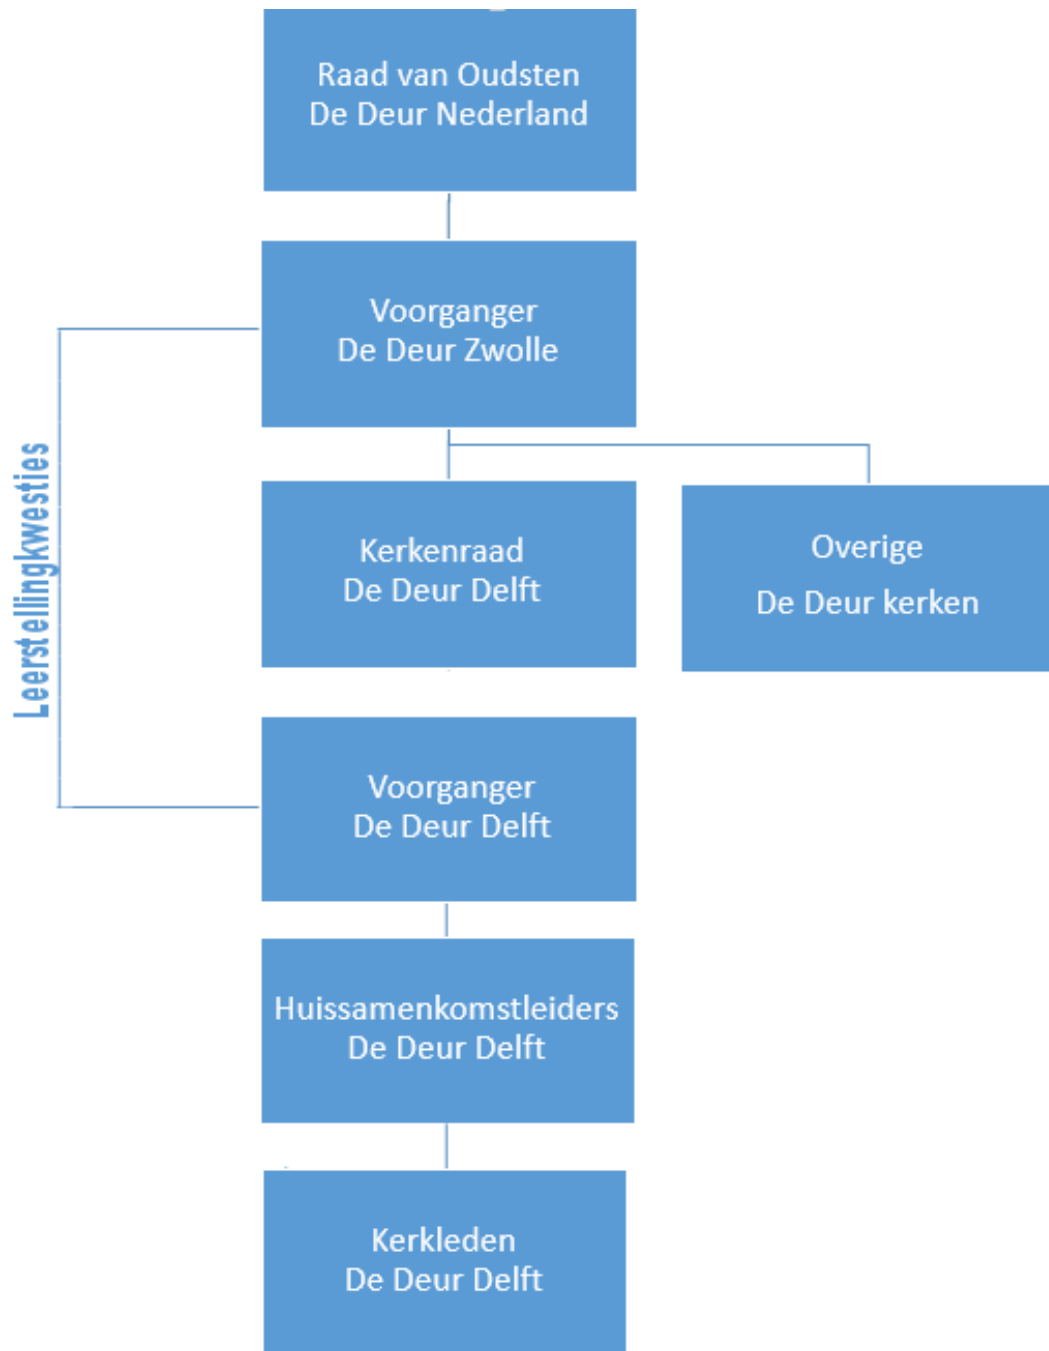 Raad van Oudsten
De Deur Nederland
Voorganger
De Deur Zwolle
Leerstellingkwesties
Kerkenraad
De Deur Delft
Overige
De Deur kerken
Voorganger
De Deur Delft
Huissamenkomstleiders
De Deur Delft
Kerkleden
De Deur Delft